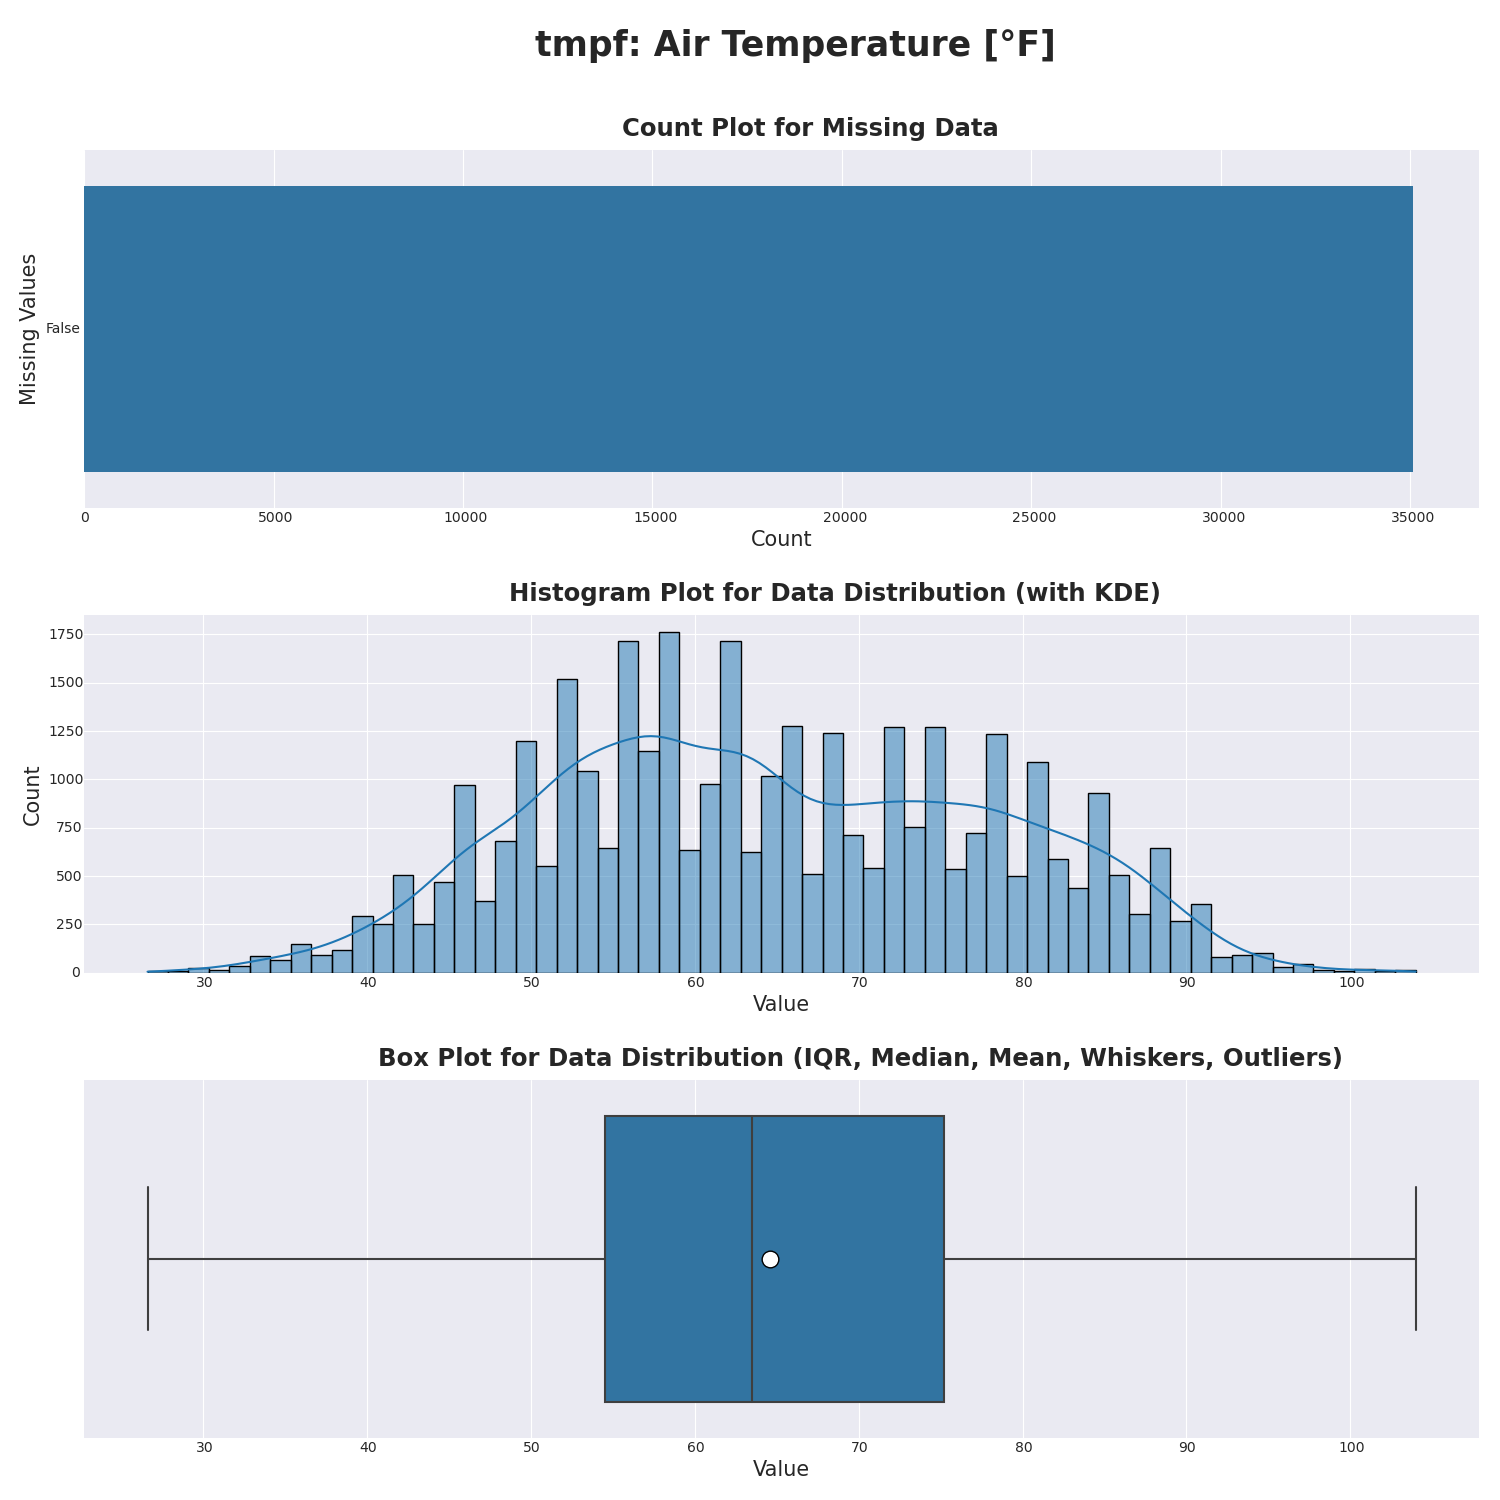 tmpf: Air Temperature [°F]
Count Plot for Missing Data
Missing Values
False
0 5000 10000 15000 20000 25000 30000 35000
Count
Histogram Plot for Data Distribution (with KDE)
Count
1750
1500
1250
1000
750
500
250
0
30 40 50 60 70 80 90 100
Value
Box Plot for Data Distribution (IQR, Median, Mean, Whiskers, Outliers)
30 40 50 60 70 80 90 100
Value